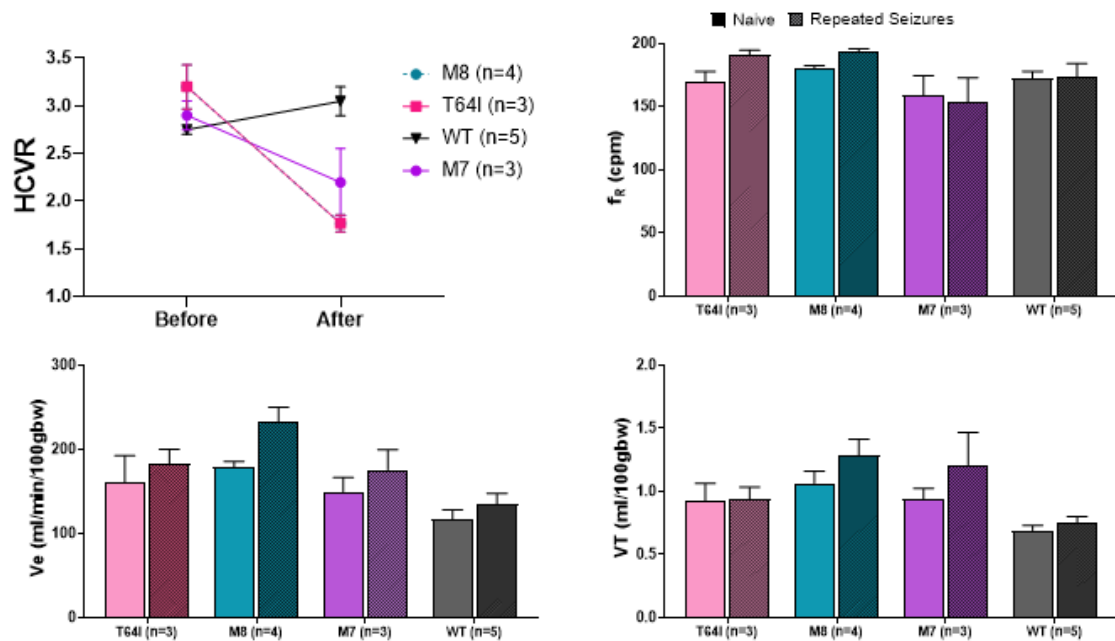 HCVR
3.5
3.0
2.5
2.0
1.5
1.0
Before After
M8 (n=4)
T64I (n=3)
WT (n=5)
M7 (n=3)
Naive Repeated Seizures
fR (cpm)
200
150
100
50
0
T64I (n=3) M8 (n=4) M7 (n=3) WT (n=5)
Ve (ml/min/100gbw)
300
200
100
0
T64I (n=3) M8 (n=4) M7 (n=3) WT (n=5)
VT (ml/100gbw)
2.0
1.5
1.0
0.5
0.0
T64I (n=3) M8 (n=4) M7 (n=3) WT (n=5)